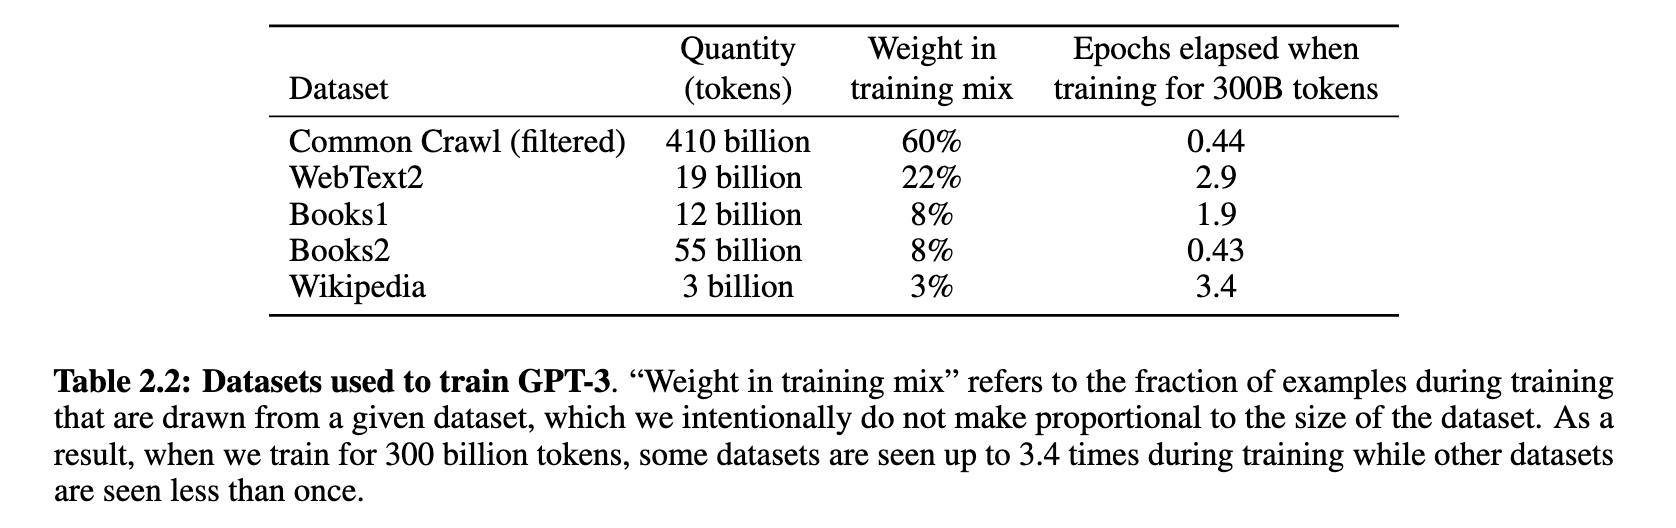 Quantity Weight in Epochs elapsed when
Dataset (tokens) training mix training for 300B tokens
Common Crawl (filtered) 410 billion 60% 0.44
WebText2 19 billion 22% 2.9
Books1 12 billion 8% 1.9
Books2 55 billion 8% 0.43
Wikipedia 3 billion 3% 3.4
Table 2.2: Datasets used to train GPT-3. “Weight in training mix” refers to the fraction of examples during training
that are drawn from a given dataset, which we intentionally do not make proportional to the size of the dataset. As a
result, when we train for 300 billion tokens, some datasets are seen up to 3.4 times during training while other datasets
are seen less than once.